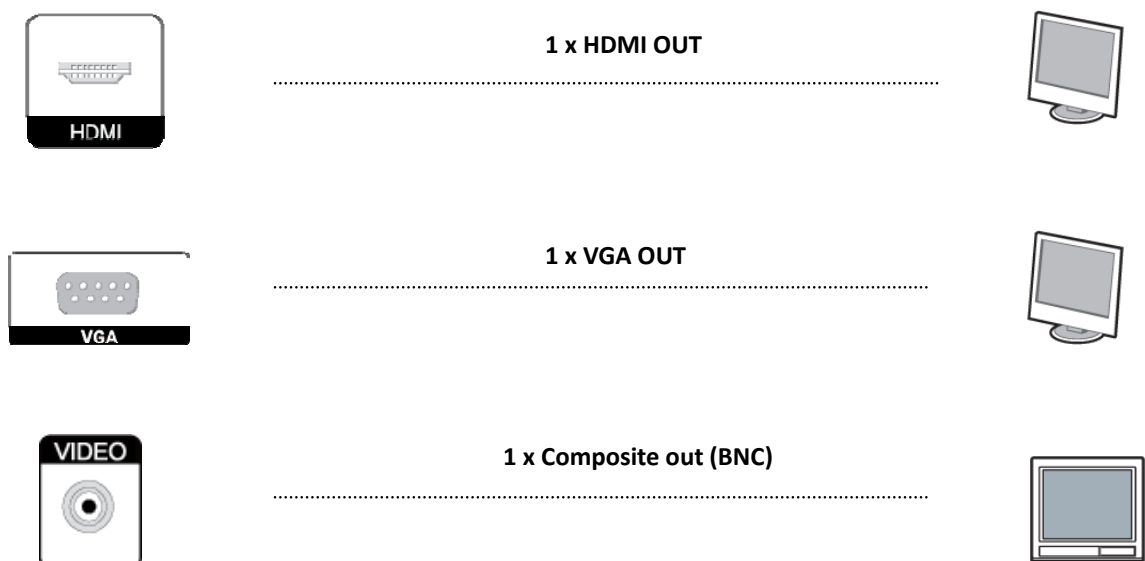 1 x HDMI OUT
HDMI
1 x VGA OUT
VGA
VIDEO
1 x Composite out (BNC)